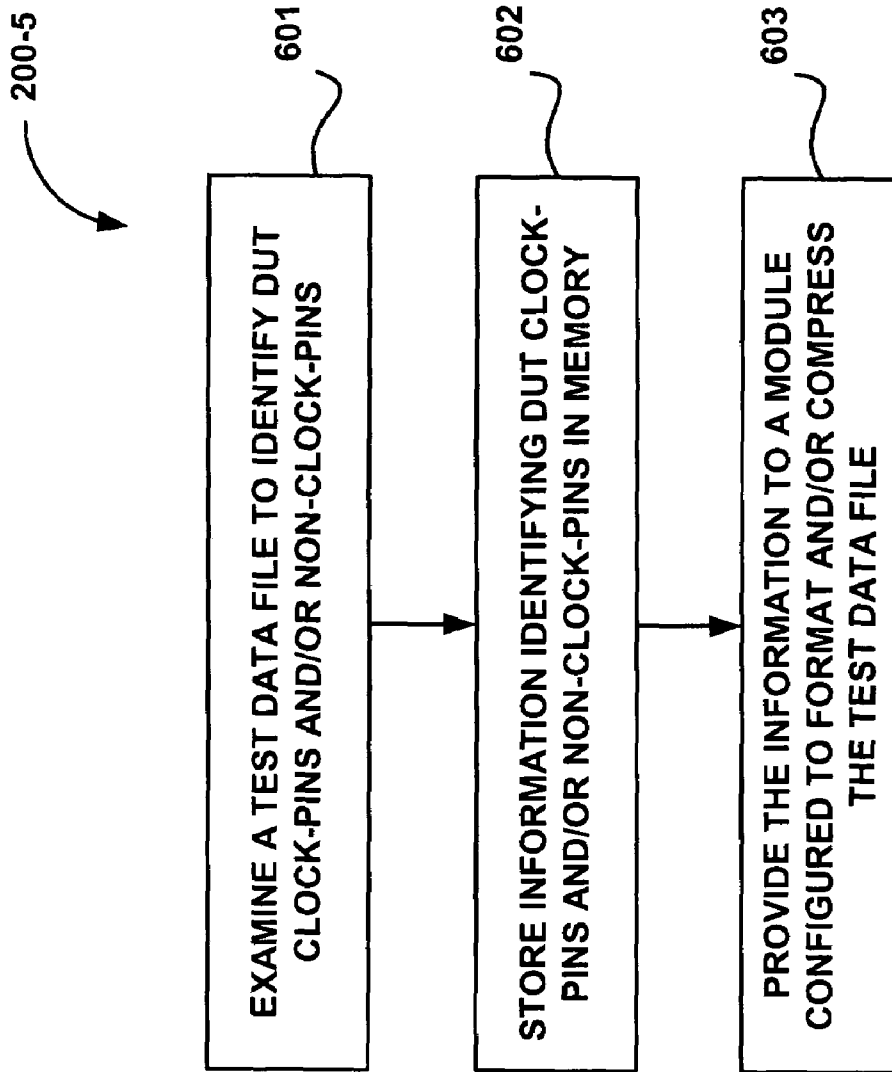 200-5
601
EXAMINE A TEST DATA FILE TO IDENTIFY DUT
CLOCK-PINS AND/OR NON-CLOCK-PINS
602
STORE INFORMATION IDENTIFYING DUT CLOCK-
PINS AND/OR NON-CLOCK-PINS IN MEMORY
603
PROVIDE THE INFORMATION TO A MODULE
CONFIGURED TO FORMAT AND/OR COMPRESS
THE TEST DATA FILE